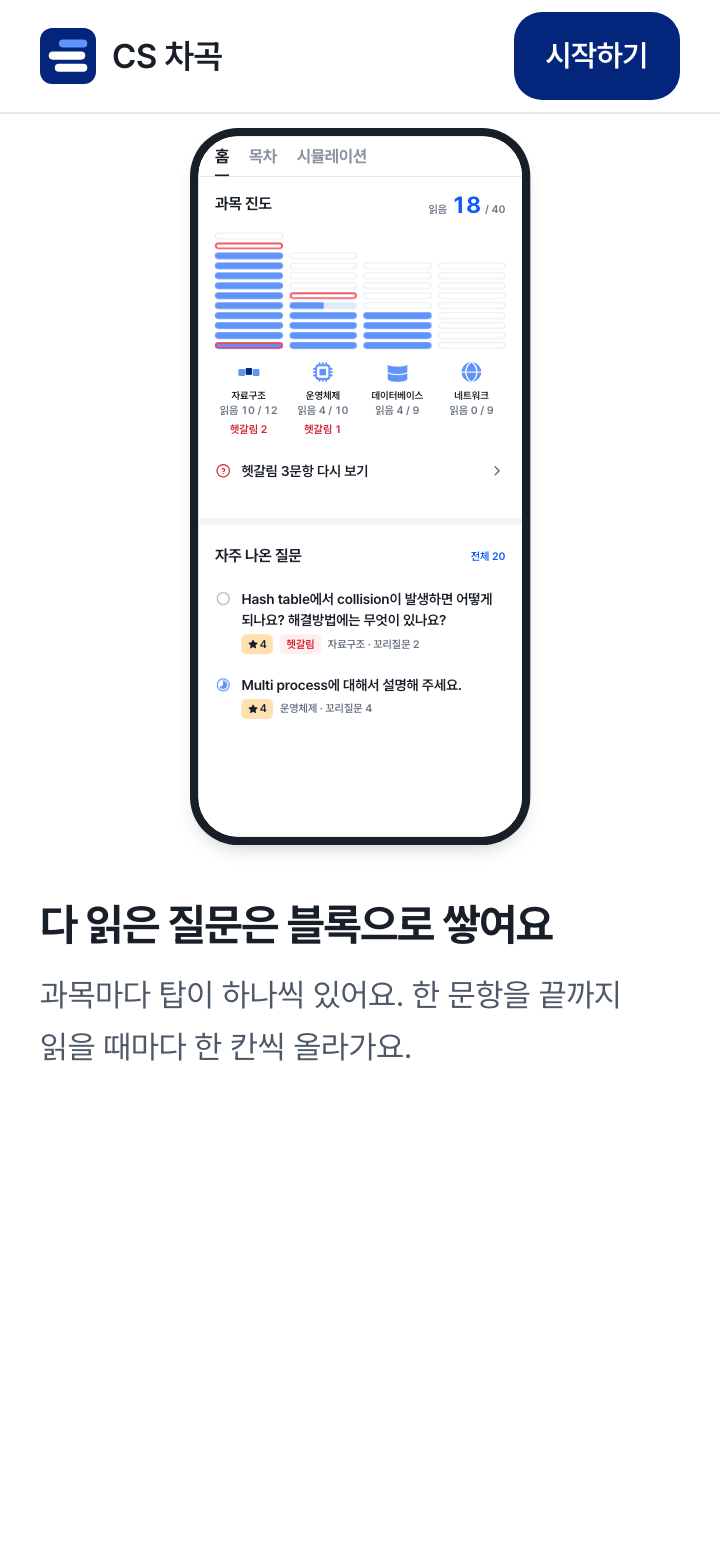 CS 차곡
시작하기
홈 목차 시뮬레이션
과목 진도
읽음 18 / 40
자료구조 운영체제 데이터베이스 네트워크
읽음 10 / 12 읽음 4 / 10 읽음 4 / 9 읽음 0 / 9
헷갈림 2 헷갈림 1
헷갈림 3문항 다시 보기
자주 나온 질문
전체 20
Hash table에서 collision이 발생하면 어떻게
되나요? 해결방법에는 무엇이 있나요?
★4 헷갈림 자료구조 · 꼬리질문 2
Multi process에 대해서 설명해 주세요.
★4 운영체제 · 꼬리질문 4
다 읽은 질문은 블록으로 쌓여요
과목마다 탑이 하나씩 있어요. 한 문항을 끝까지
읽을 때마다 한 칸씩 올라가요.